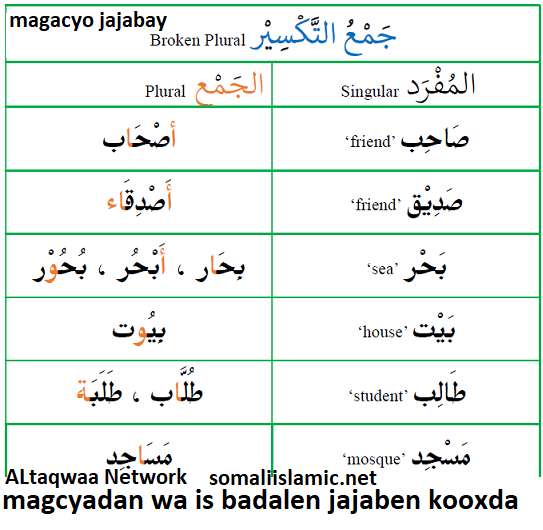 magacyo jajabay
Broken Plural جَمْعُ التَّكْسِيْر
Plural الجَمْع Singular المُفْرَد
أصْحَاب ‘friend’ صَاحِب
أَصْدِقَاء ‘friend’ صَدِيْق
بِحَار ، أَبْحُر ، بُحُوْر ‘sea’ بَحْر
بِيُوت ‘house’ بَيْت
طُلَّاب ، طَلَبَة ‘student’ طَالِب
مَسَاجِد ‘mosque’ مَسْجِد
ALtaqwaa Network somaliislamic.net
magcyadan wa is badalen jajaben kooxda